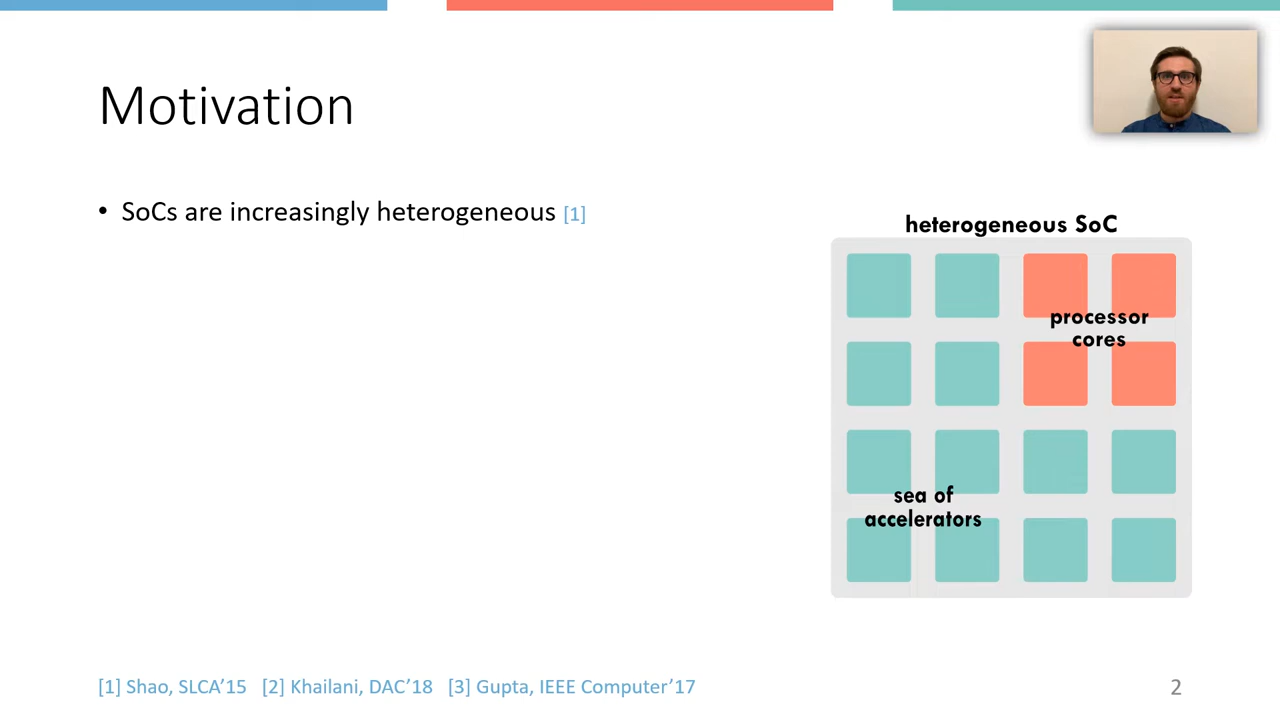 Motivation
• SoCs are increasingly heterogeneous [1]
heterogeneous SoC
processor
cores
sea of
accelerators
[1] Shao, SLCA’15 [2] Khailani, DAC’18 [3] Gupta, IEEE Computer’17
2